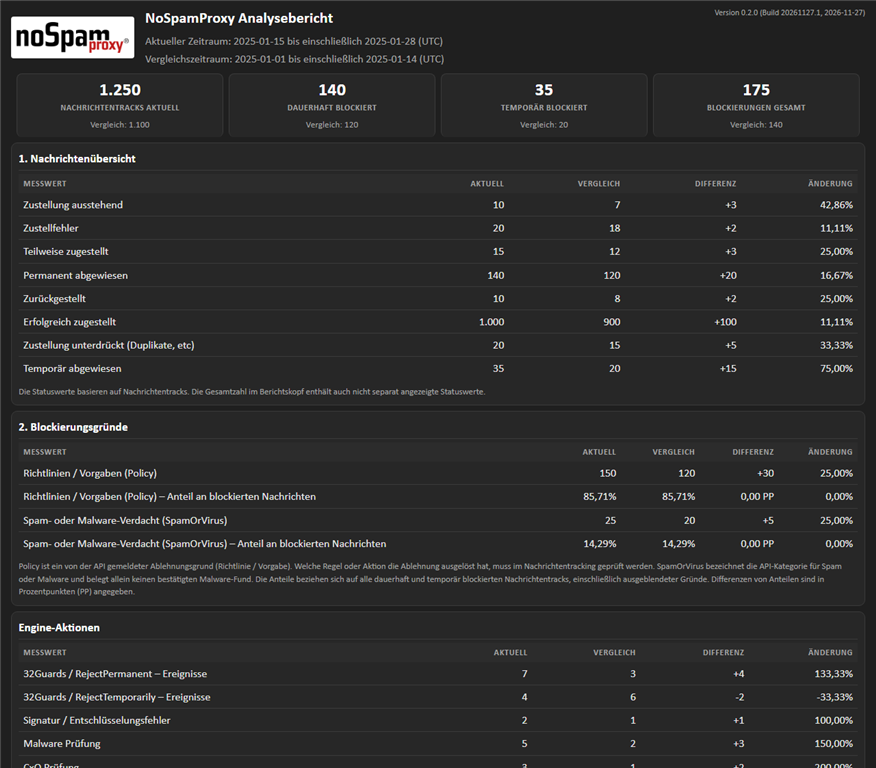 Version 0.2.0 (Build 20261127.1, 2026-11-27)
noSpam
proxy®
NoSpamProxy Analysebericht
Aktueller Zeitraum: 2025-01-15 bis einschließlich 2025-01-28 (UTC)
Vergleichszeitraum: 2025-01-01 bis einschließlich 2025-01-14 (UTC)
1.250
NACHRICHTENTRACKS AKTUELL
Vergleich: 1.100
140
DAUERHAFT BLOCKIERT
Vergleich: 120
35
TEMPORÄR BLOCKIERT
Vergleich: 20
175
BLOCKIERUNGEN GESAMT
Vergleich: 140
1. Nachrichtenübersicht
MESSWERT AKTUELL VERGLEICH DIFFERENZ ÄNDERUNG
Zustellung ausstehend 10 7 +3 42,86%
Zustellfehler 20 18 +2 11,11%
Teilweise zugestellt 15 12 +3 25,00%
Permanent abgewiesen 140 120 +20 16,67%
Zurückgestellt 10 8 +2 25,00%
Erfolgreich zugestellt 1.000 900 +100 11,11%
Zustellung unterdrückt (Duplikate, etc) 20 15 +5 33,33%
Temporär abgewiesen 35 20 +15 75,00%
Die Statuswerte basieren auf Nachrichtentracks. Die Gesamtzahl im Berichtskopf enthält auch nicht separat angezeigte Statuswerte.
2. Blockierungsgründe
MESSWERT AKTUELL VERGLEICH DIFFERENZ ÄNDERUNG
Richtlinien / Vorgaben (Policy) 150 120 +30 25,00%
Richtlinien / Vorgaben (Policy) – Anteil an blockierten Nachrichten 85,71% 85,71% 0,00 PP 0,00%
Spam- oder Malware-Verdacht (SpamOrVirus) 25 20 +5 25,00%
Spam- oder Malware-Verdacht (SpamOrVirus) – Anteil an blockierten Nachrichten 14,29% 14,29% 0,00 PP 0,00%
Policy ist ein von der API gemeldeter Ablehnungsgrund (Richtlinie / Vorgabe). Welche Regel oder Aktion die Ablehnung ausgelöst hat, muss im Nachrichtentracking geprüft werden. SpamOrVirus bezeichnet die API-Kategorie für Spam
oder Malware und belegt allein keinen bestätigten Malware-Fund. Die Anteile beziehen sich auf alle dauerhaft und temporär blockierten Nachrichtentracks, einschließlich ausgeblendeter Gründe. Differenzen von Anteilen sind in
Prozentpunkten (PP) angegeben.
Engine-Aktionen
MESSWERT AKTUELL VERGLEICH DIFFERENZ ÄNDERUNG
32Guards / RejectPermanent – Ereignisse 7 3 +4 133,33%
32Guards / RejectTemporarily – Ereignisse 4 6 -2 -33,33%
Signatur / Entschlüsselungsfehler 2 1 +1 100,00%
Malware Prüfung 5 2 +3 150,00%
CxO Prüfung 3 1 +2 200,00%